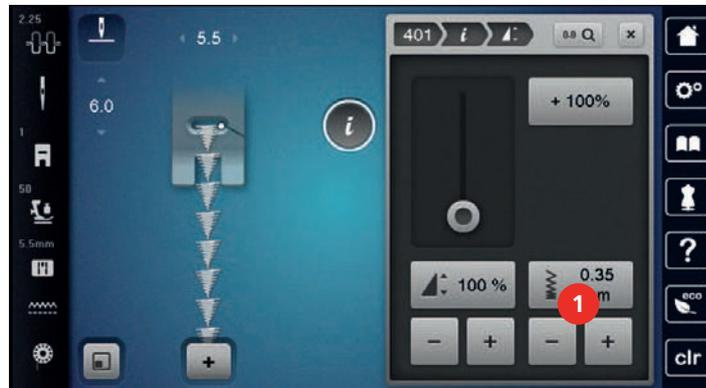 2.25
5.5
6.0
1
50
5.5mm
i
+
401 i
8.8
×
+ 100%
100 %
0.35
m
1
− + − +
?
eco
clr